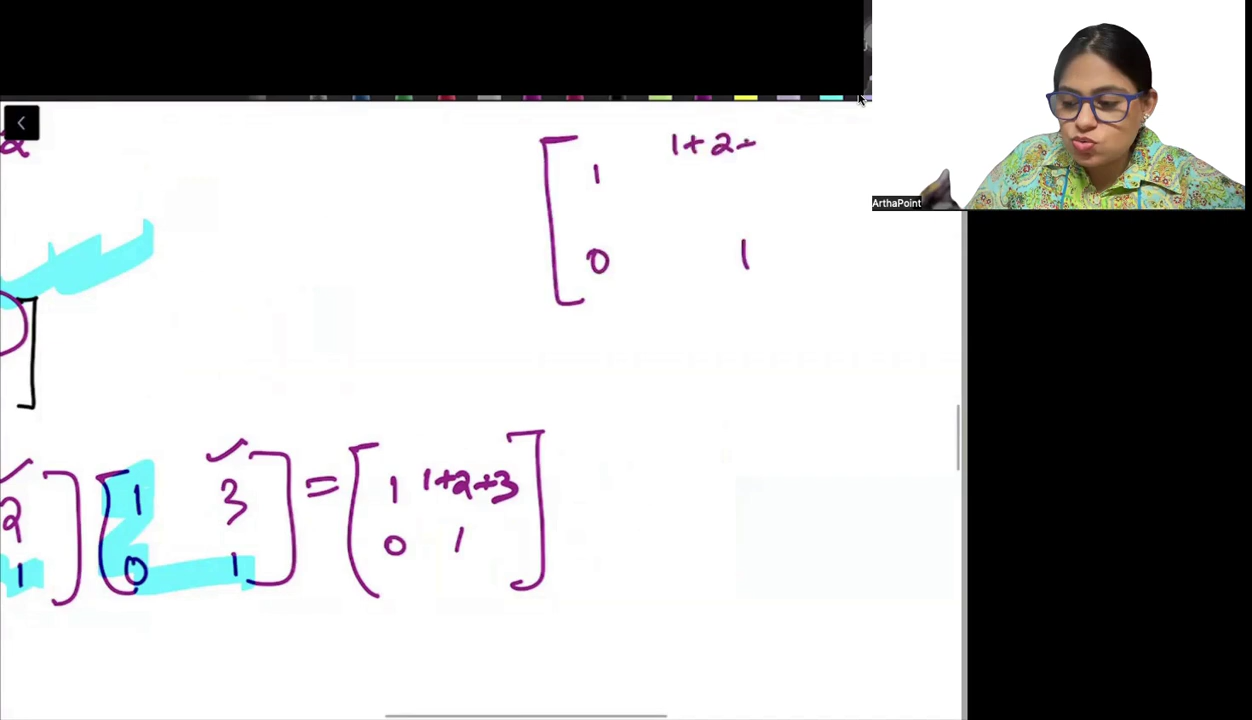 1 1+2+
0 1
2] [1 3] = [1 1+2+3]
1] [0 1] [0 1]
ArthaPoint